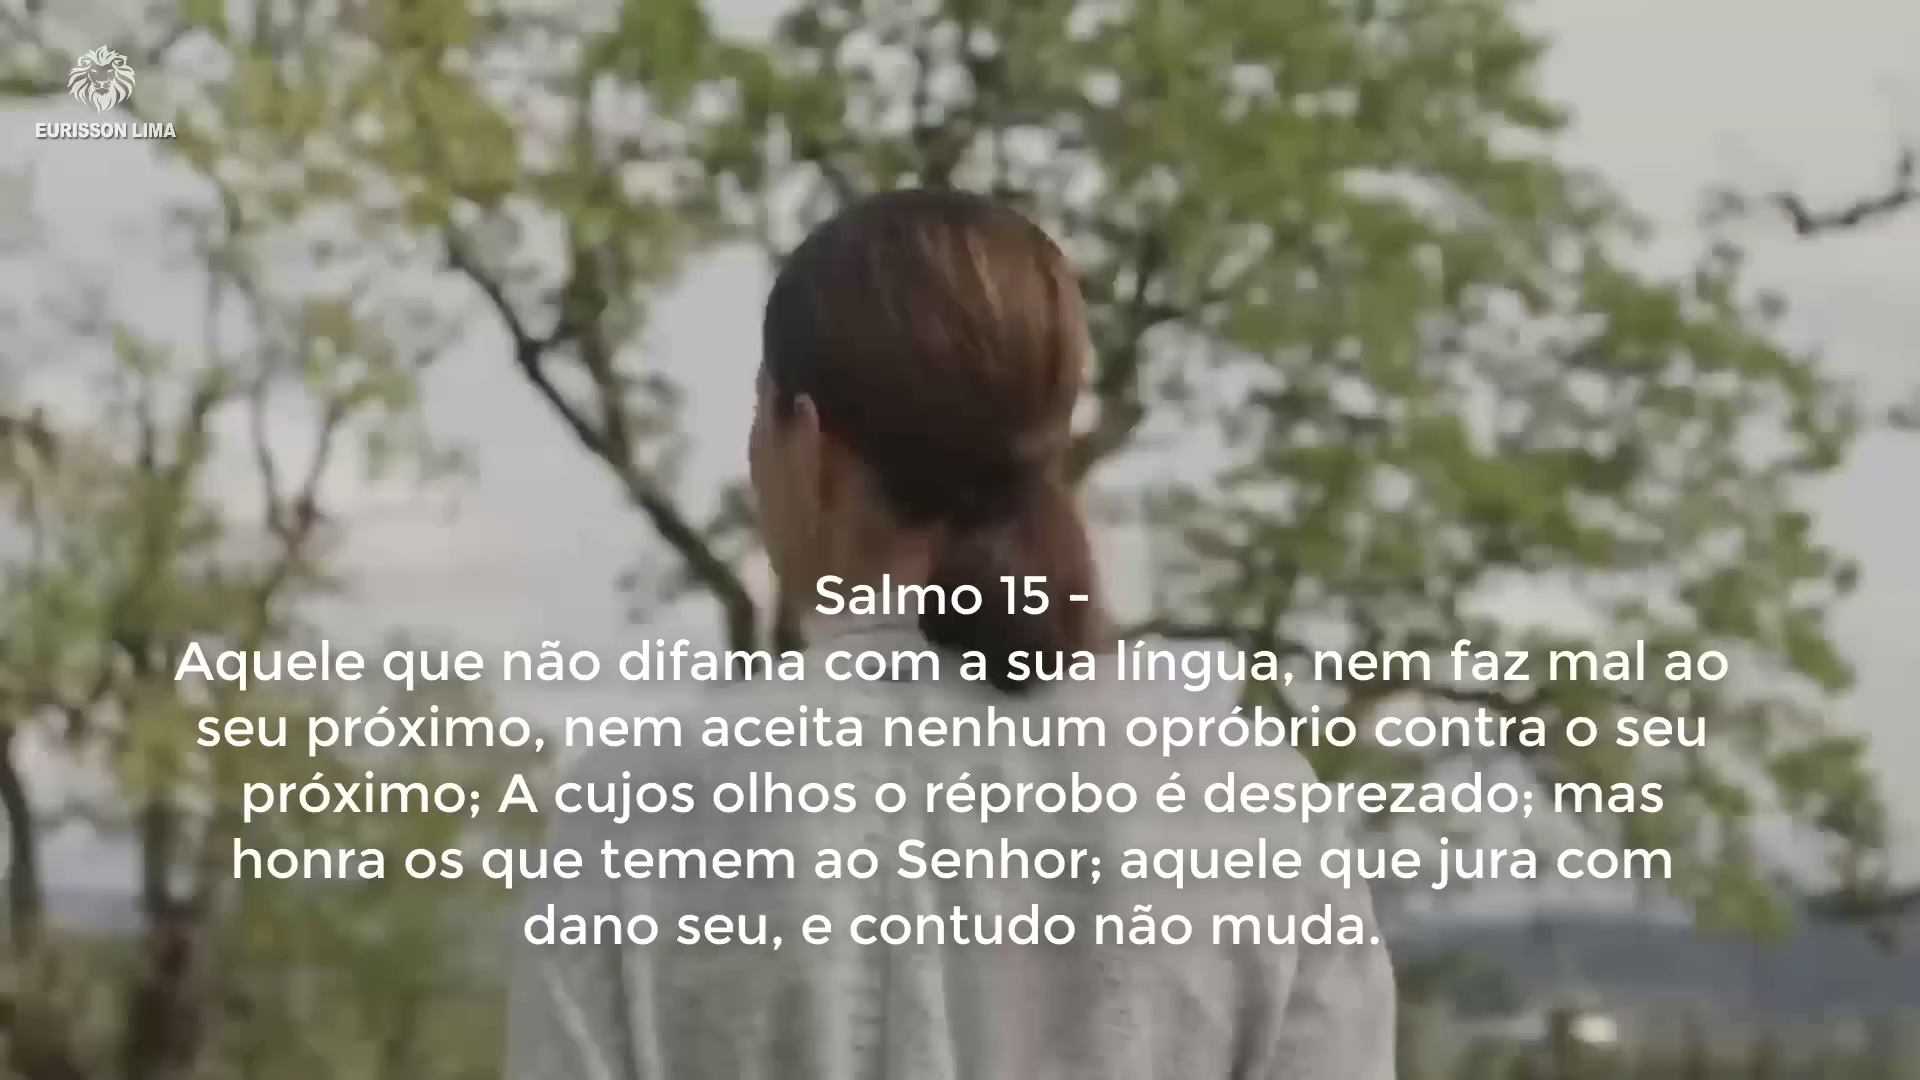 EURISSON LIMA
Salmo 15 -
Aquele que não difama com a sua língua, nem faz mal ao
seu próximo, nem aceita nenhum opróbrio contra o seu
próximo; A cujos olhos o réprobo é desprezado; mas
honra os que temem ao Senhor; aquele que jura com
dano seu, e contudo não muda.